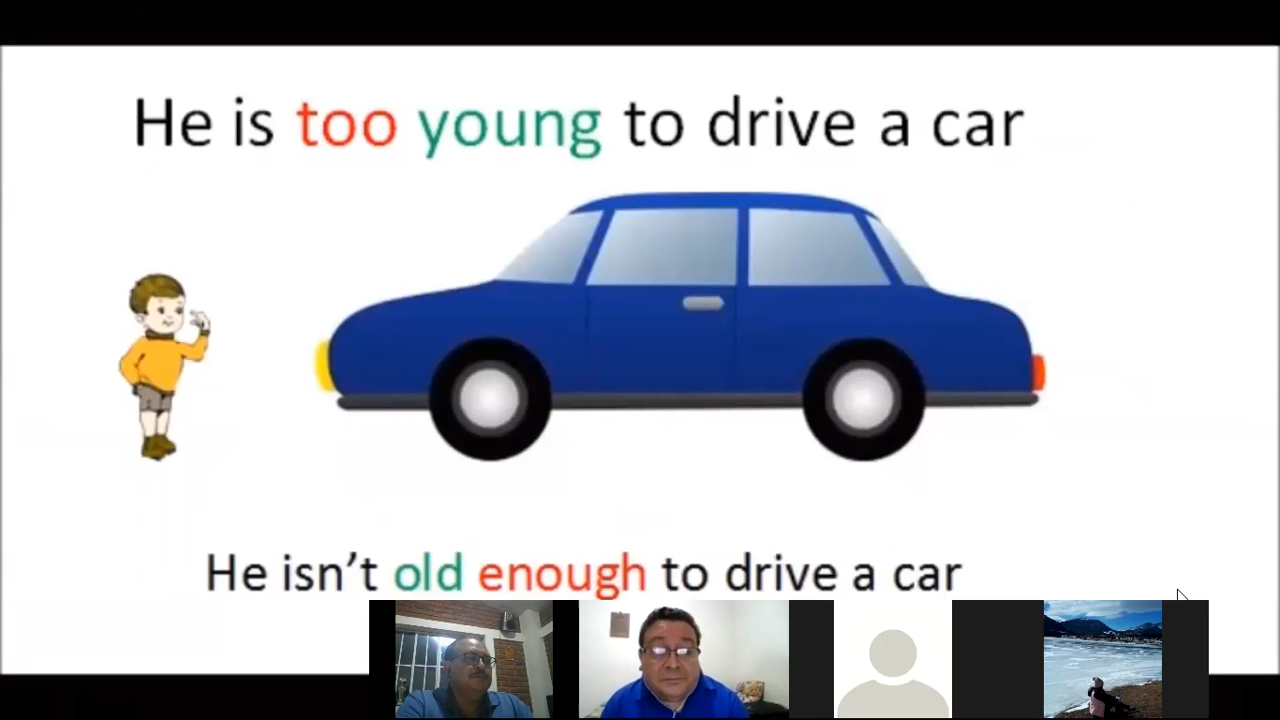 He is too young to drive a car
He isn’t old enough to drive a car